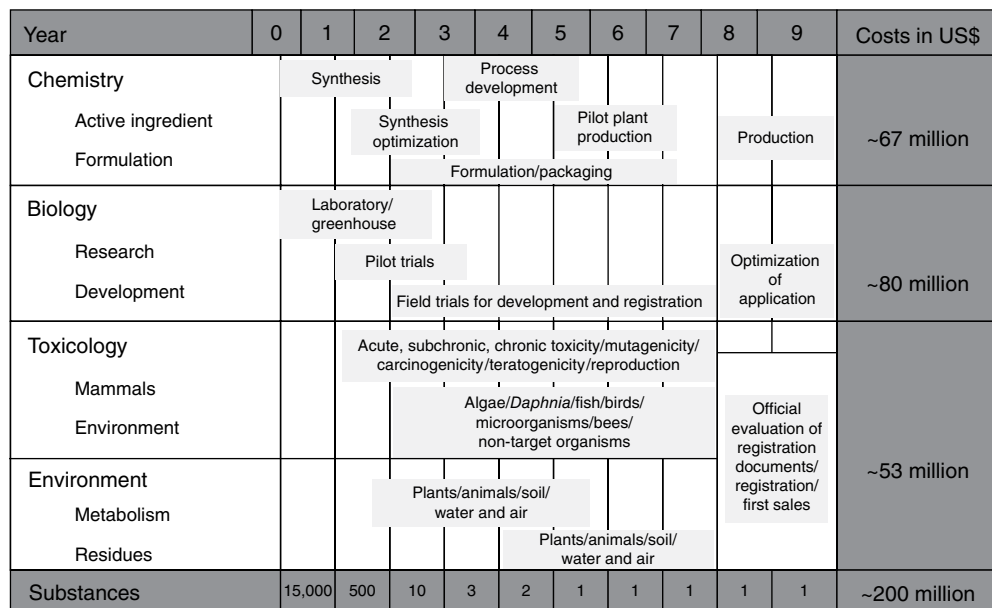 Year 0 1 2 3 4 5 6 7 8 9 Costs in US$
Chemistry
Active ingredient
Formulation
Synthesis
Process
development
Synthesis
optimization
Pilot plant
production
Production
Formulation/packaging
~67 million
Biology
Research
Development
Laboratory/
greenhouse
Pilot trials
Field trials for development and registration
Optimization
of
application
~80 million
Toxicology
Mammals
Environment
Acute, subchronic, chronic toxicity/mutagenicity/
carcinogenicity/teratogenicity/reproduction
Algae/Daphnia/fish/birds/
microorganisms/bees/
non-target organisms
Official
evaluation of
registration
documents/
registration/
first sales
~53 million
Environment
Metabolism
Residues
Plants/animals/soil/
water and air
Plants/animals/soil/
water and air
Substances 15,000 500 10 3 2 1 1 1 1 1 ~200 million